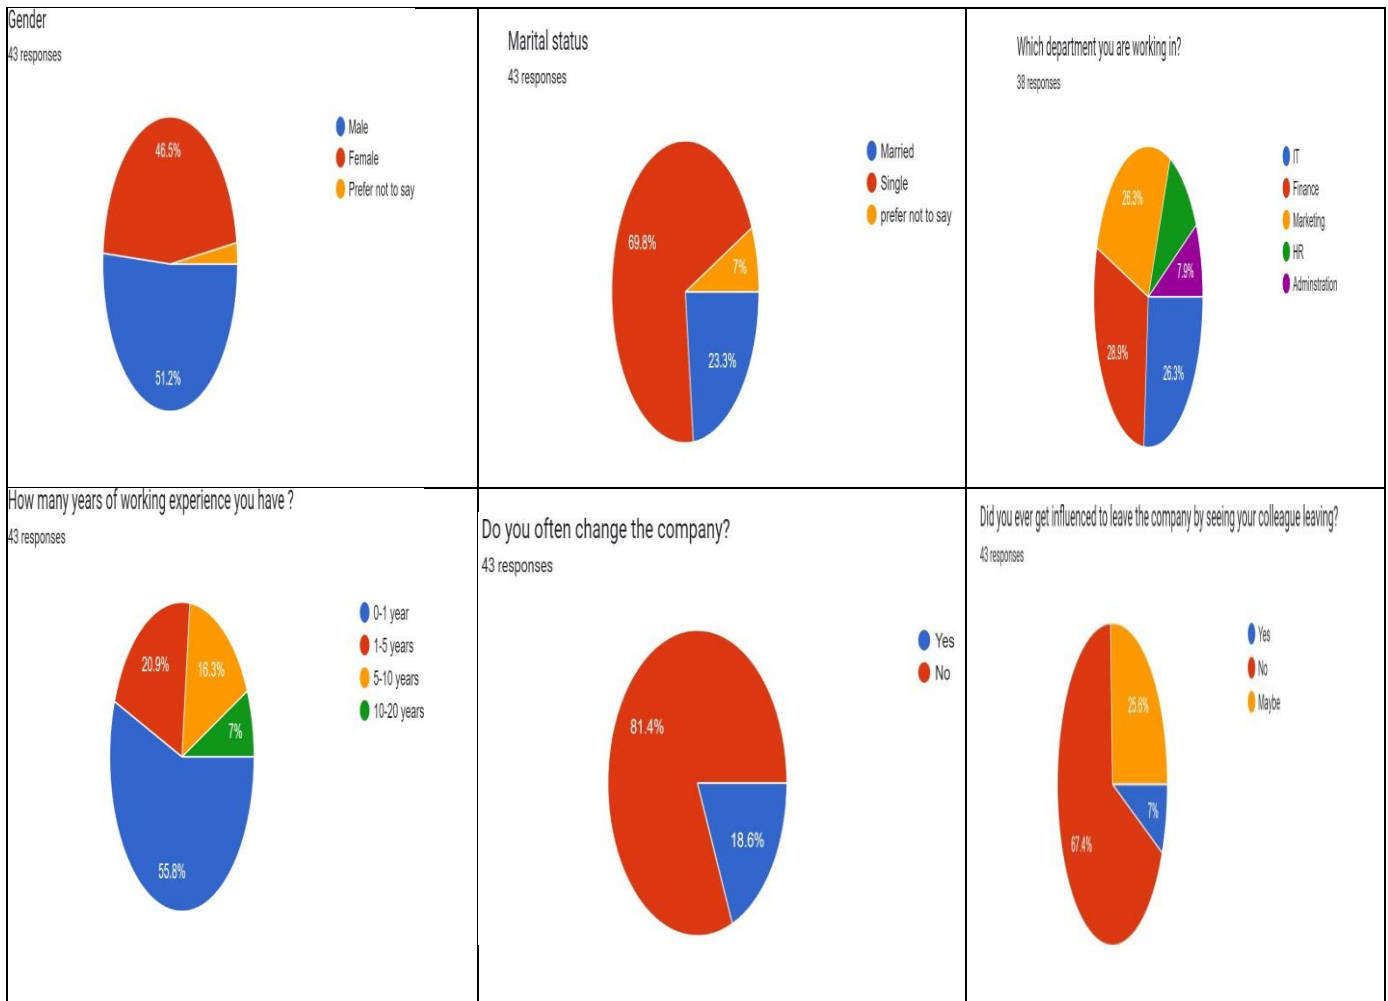 Gender
43 responses
Male
Female
Prefer not to say
46.5%
51.2%
Marital status
43 responses
Married
Single
prefer not to say
69.8%
7%
23.3%
Which department you are working in?
38 responses
IT
Finance
Marketing
HR
Adminstration
26.3%
7.9%
28.9%
26.3%
How many years of working experience you have ?
43 responses
0-1 year
1-5 years
5-10 years
10-20 years
20.9%
16.3%
7%
55.8%
Do you often change the company?
43 responses
Yes
No
81.4%
18.6%
Did you ever get influenced to leave the company by seeing your colleague leaving?
43 responses
Yes
No
Maybe
25.6%
7%
67.4%